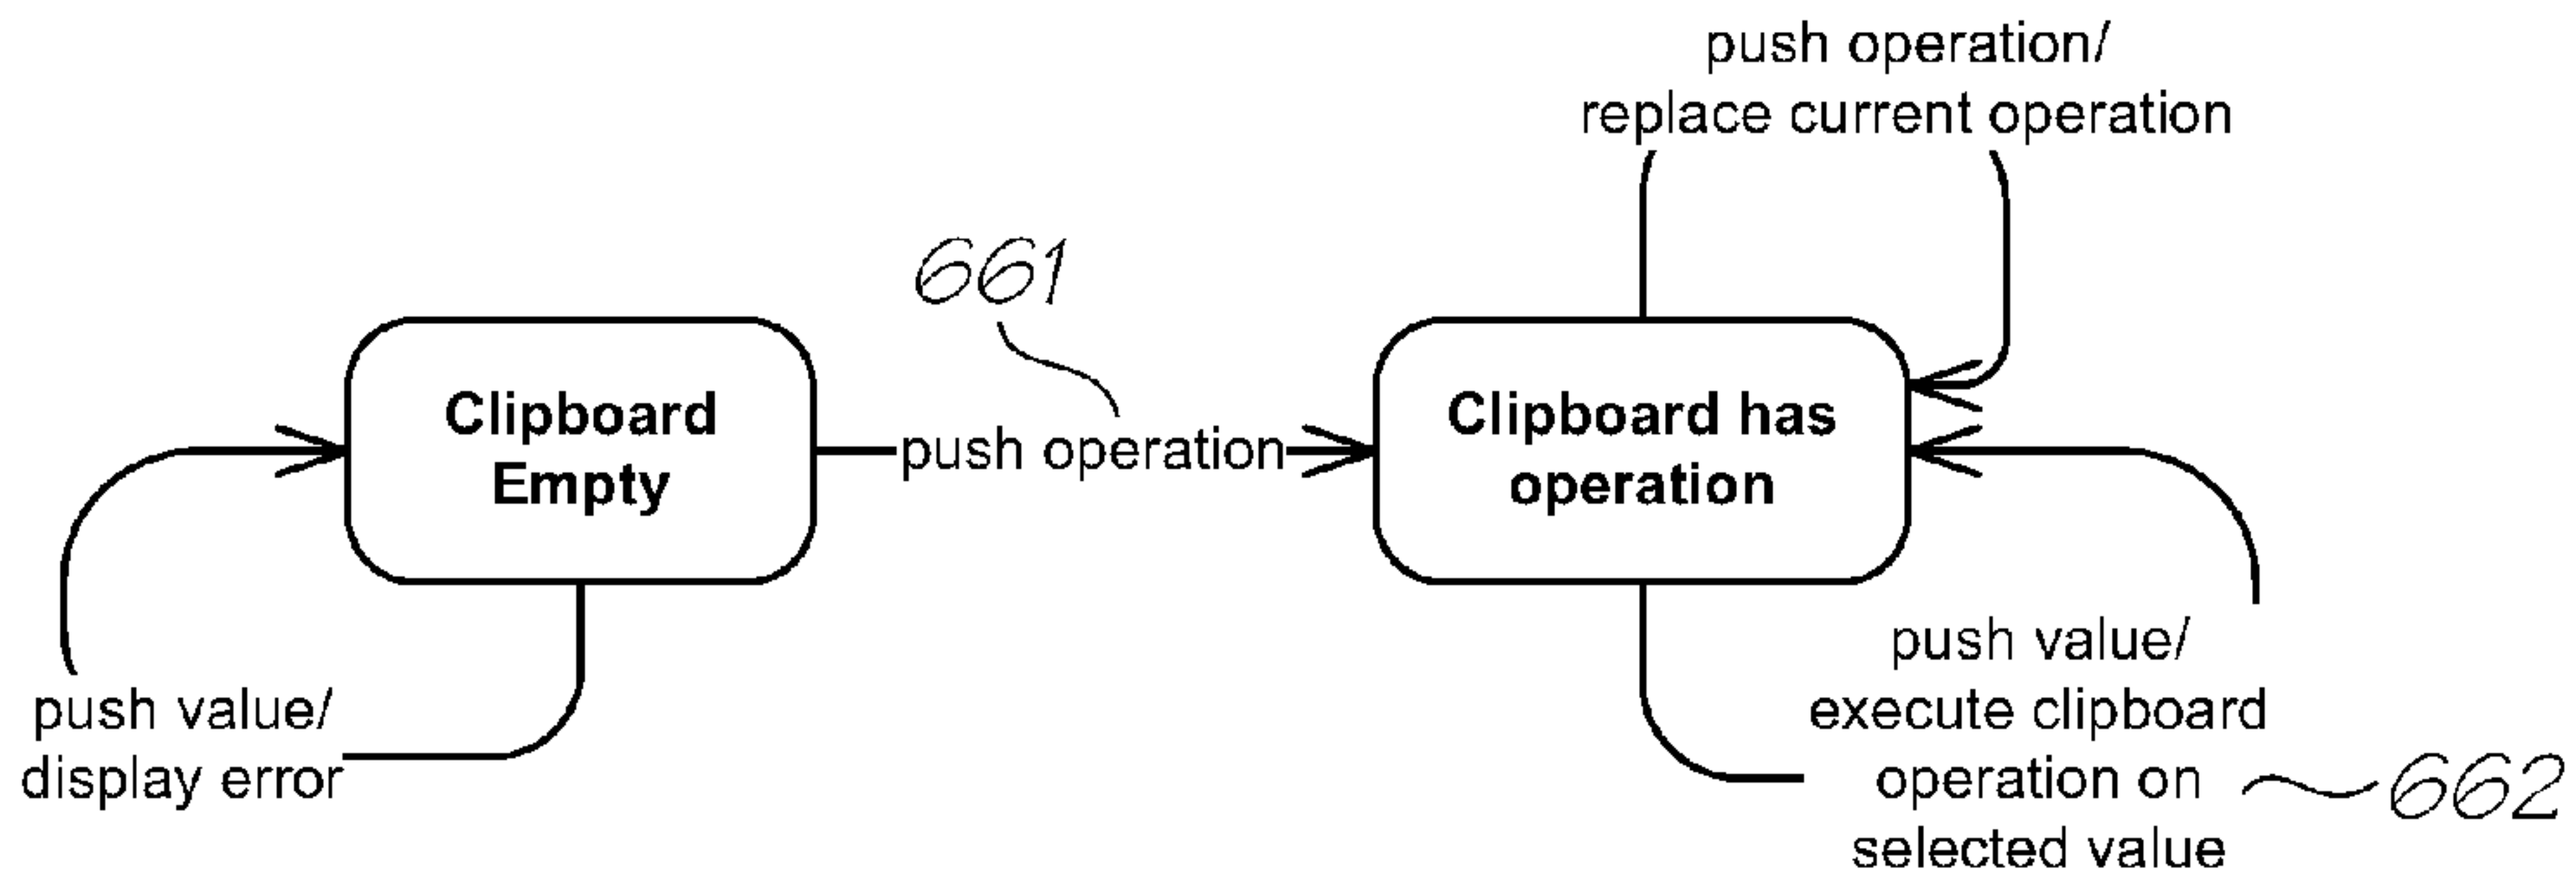 push operation/
replace current operation
661
Clipboard
Empty
push operation
Clipboard has
operation
push value/
display error
push value/
execute clipboard
operation on
selected value
662